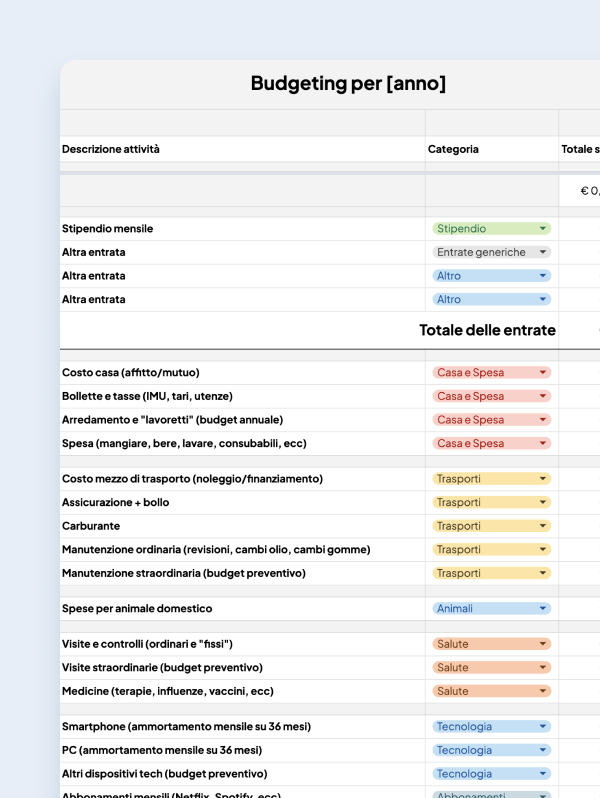 Budgeting per [anno]
Descrizione attività Categoria Totale s
€ 0,
Stipendio mensile Stipendio
Altra entrata Entrate generiche
Altra entrata Altro
Altra entrata Altro
Totale delle entrate
Costo casa (affitto/mutuo) Casa e Spesa
Bollette e tasse (IMU, tari, utenze) Casa e Spesa
Arredamento e "lavoretti" (budget annuale) Casa e Spesa
Spesa (mangiare, bere, lavare, consubabili, ecc) Casa e Spesa
Costo mezzo di trasporto (noleggio/finanziamento) Trasporti
Assicurazione + bollo Trasporti
Carburante Trasporti
Manutenzione ordinaria (revisioni, cambi olio, cambi gomme) Trasporti
Manutenzione straordinaria (budget preventivo) Trasporti
Spese per animale domestico Animali
Visite e controlli (ordinari e "fissi") Salute
Visite straordinarie (budget preventivo) Salute
Medicine (terapie, influenze, vaccini, ecc) Salute
Smartphone (ammortamento mensile su 36 mesi) Tecnologia
PC (ammortamento mensile su 36 mesi) Tecnologia
Altri dispositivi tech (budget preventivo) Tecnologia
Abbonamenti mensili (Netflix, Spotify, ecc) Abbonamenti